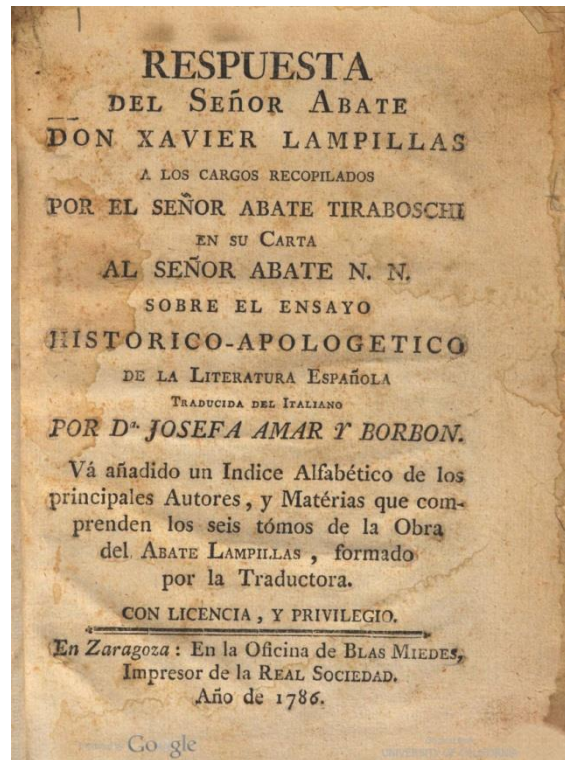 RESPUESTA
DEL SEÑOR ABATE
DON XAVIER LAMPILLAS
A LOS CARGOS RECOPILADOS
POR EL SEÑOR ABATE TIRABOSCHI
EN SU CARTA
AL SEÑOR ABATE N. N.
SOBRE EL ENSAYO
HISTORICO-APOLOGETICO
DE LA LITERATURA ESPAÑOLA
TRADUCIDA DEL ITALIANO
POR Dª. JOSEFA AMAR Y BORBON.
Vá añadido un Indice Alfabético de los
principales Autores, y Matérias que com-
prenden los seis tómos de la Obra
del ABATE LAMPILLAS, formado
por la Traductora.
CON LICENCIA, Y PRIVILEGIO.
En Zaragoza: En la Oficina de BLAS MIEDES,
Impresor de la REAL SOCIEDAD.
Año de 1786.
Google